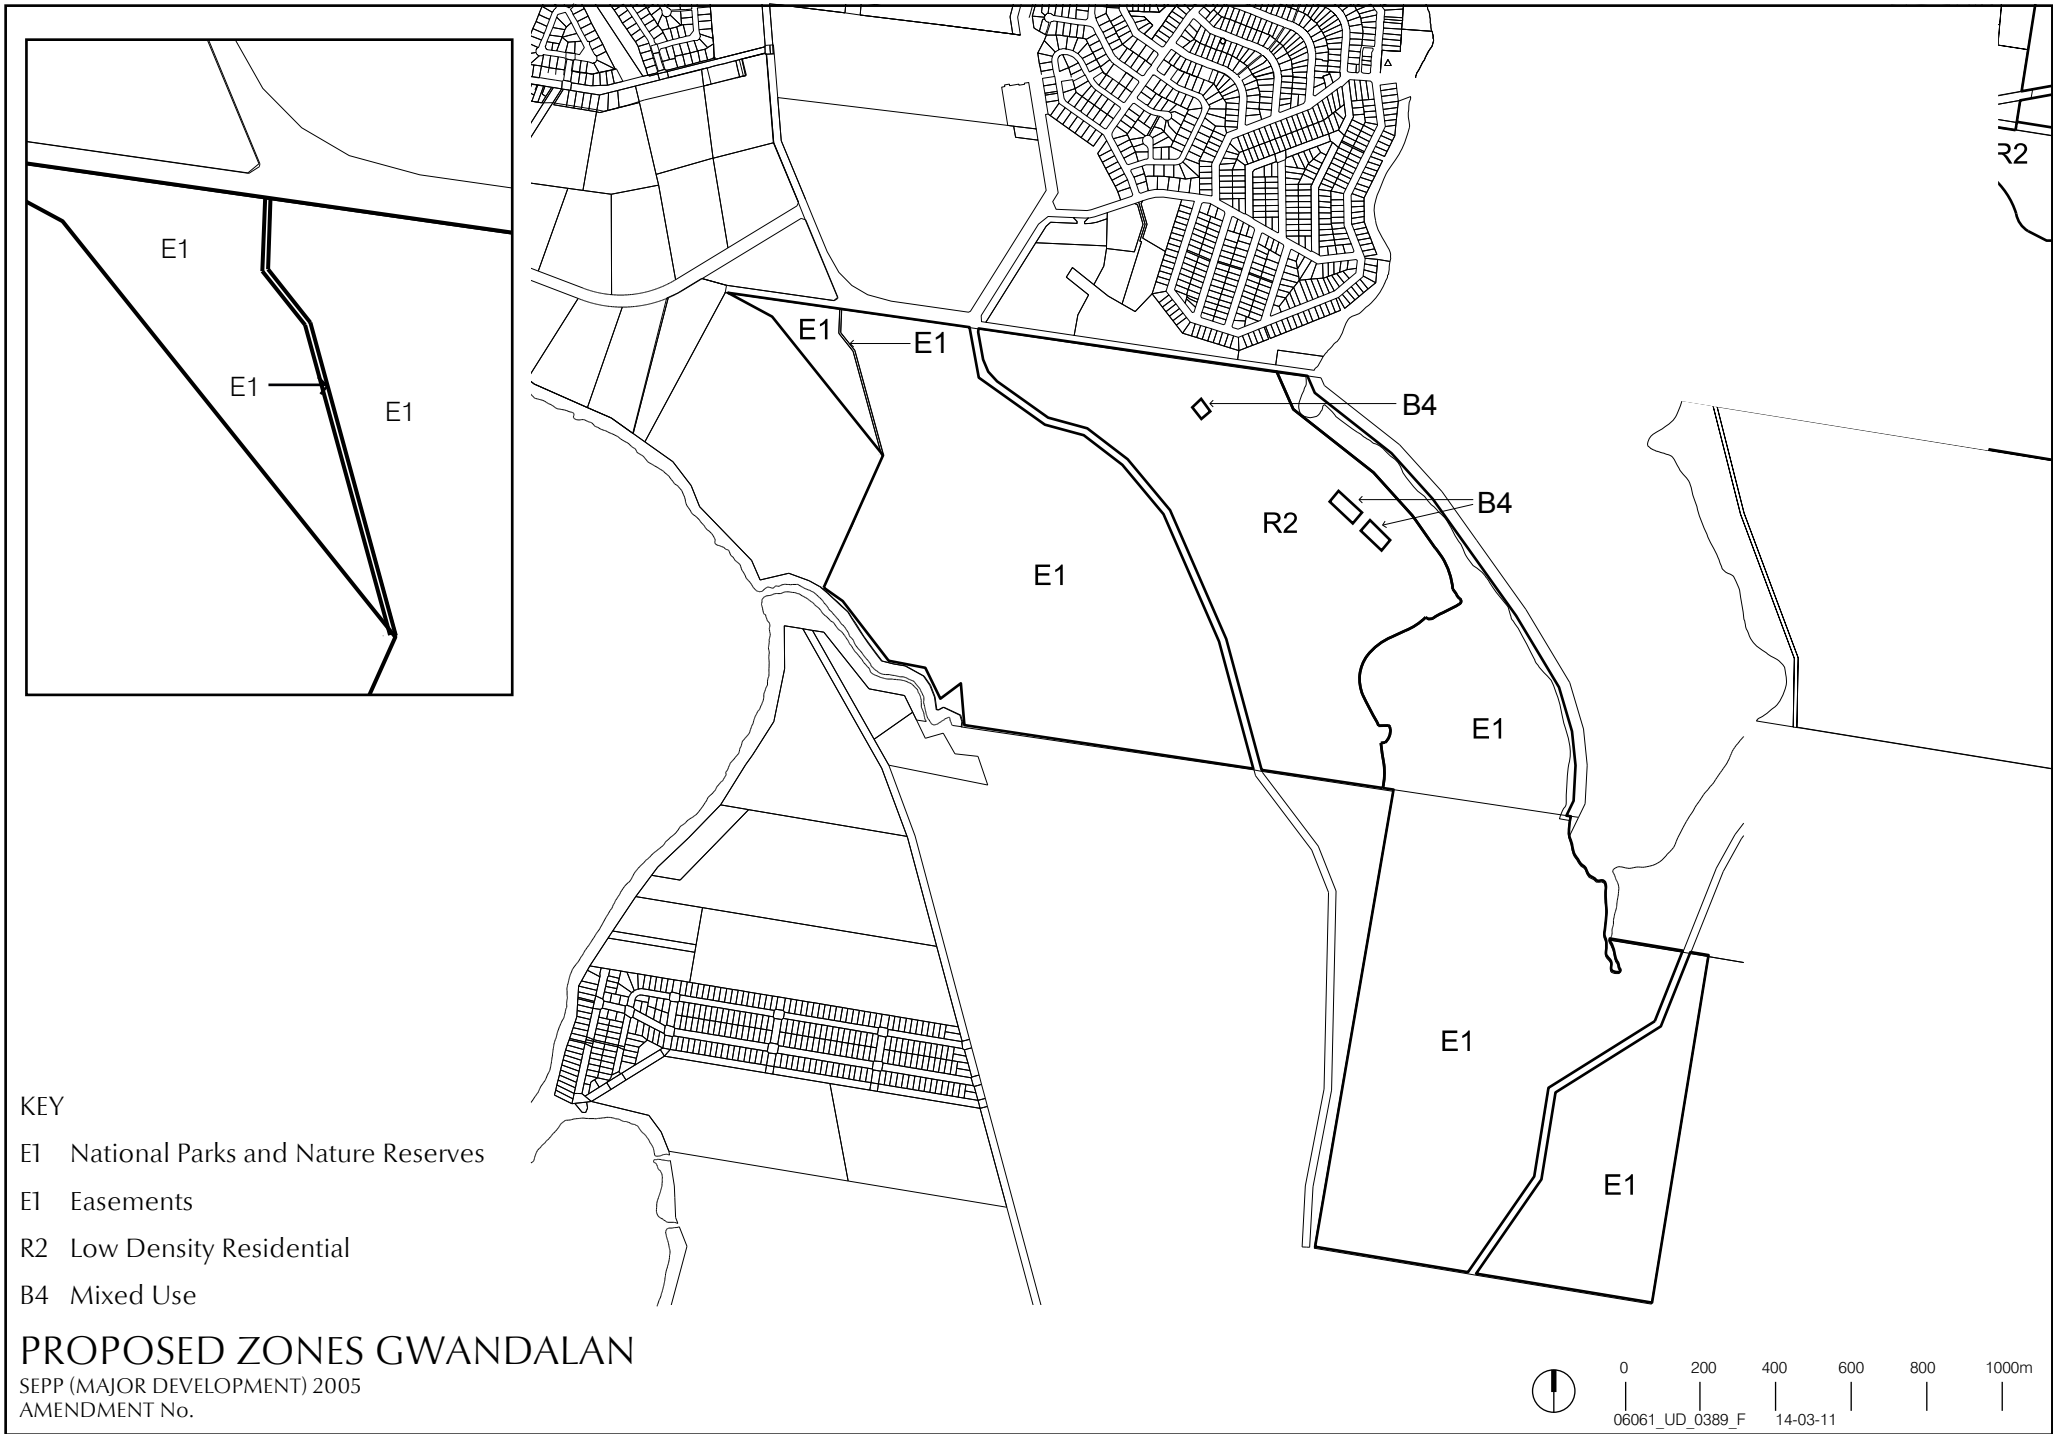 R2
E1
E1
E1
E1
E1
B4
B4
R2
E1
E1
E1
E1
KEY
E1 National Parks and Nature Reserves
E1 Easements
R2 Low Density Residential
B4 Mixed Use
PROPOSED ZONES GWANDALAN
SEPP (MAJOR DEVELOPMENT) 2005
AMENDMENT No.
0 200 400 600 800 1000m
06061_UD_0389_F 14-03-11